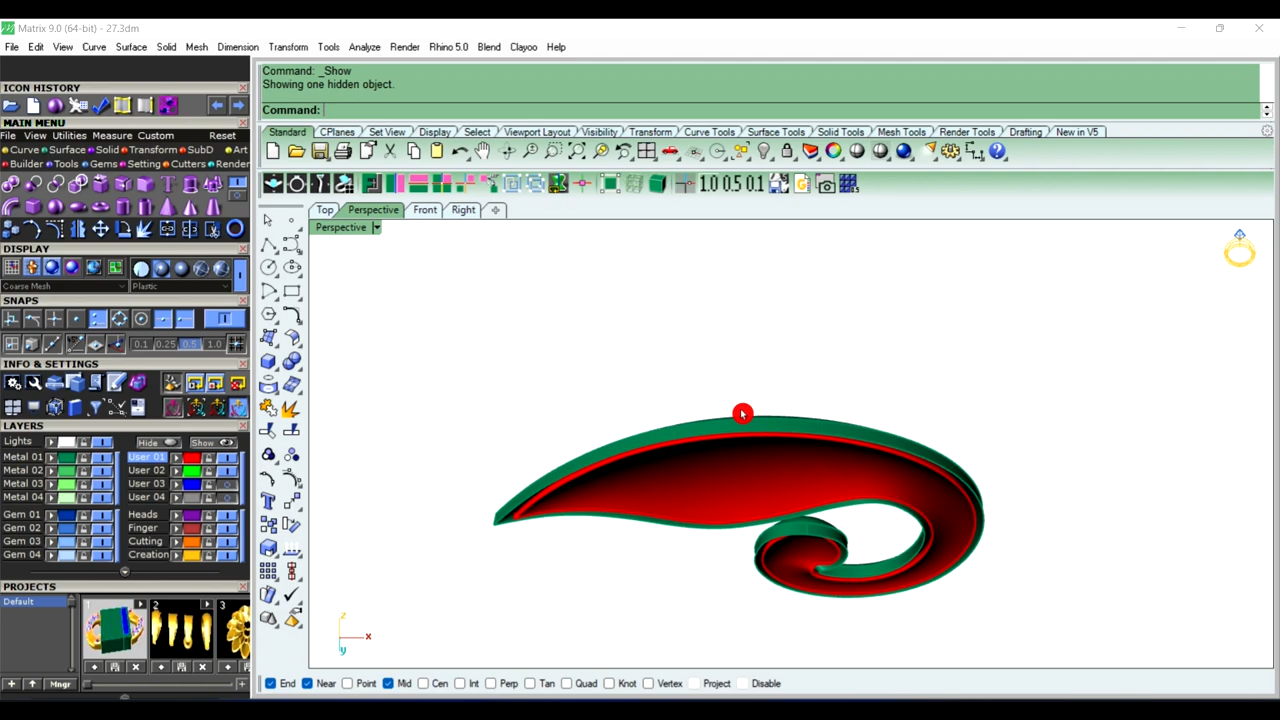 Matrix 9.0 (64-bit) - 27.3dm
File Edit View Curve Surface Solid Mesh Dimension Transform Tools Analyze Render Rhino 5.0 Blend Clayoo Help
ICON HISTORY
MAIN MENU
File View Utilities Measure Custom Reset
Curve Surface Solid Transform SubD Art
Builder Tools Gems Setting Cutters Render
DISPLAY
Coarse Mesh Plastic
SNAPS
0.1 0.25 0.5 1.0
INFO & SETTINGS
LAYERS
Lights Hide Show
Metal 01 User 01
Metal 02 User 02
Metal 03 User 03
Metal 04 User 04
Gem 01 Heads
Gem 02 Finger
Gem 03 Cutting
Gem 04 Creation
PROJECTS
Default 1 2 3
Mngr
Command: _Show
Showing one hidden object.
Command:
Standard CPlanes Set View Display Select Viewport Layout Visibility Transform Curve Tools Surface Tools Solid Tools Mesh Tools Render Tools Drafting New in V5
1.0 0.5 0.1
Top Perspective Front Right
Perspective
z
x
y
End Near Point Mid Cen Int Perp Tan Quad Knot Vertex Project Disable